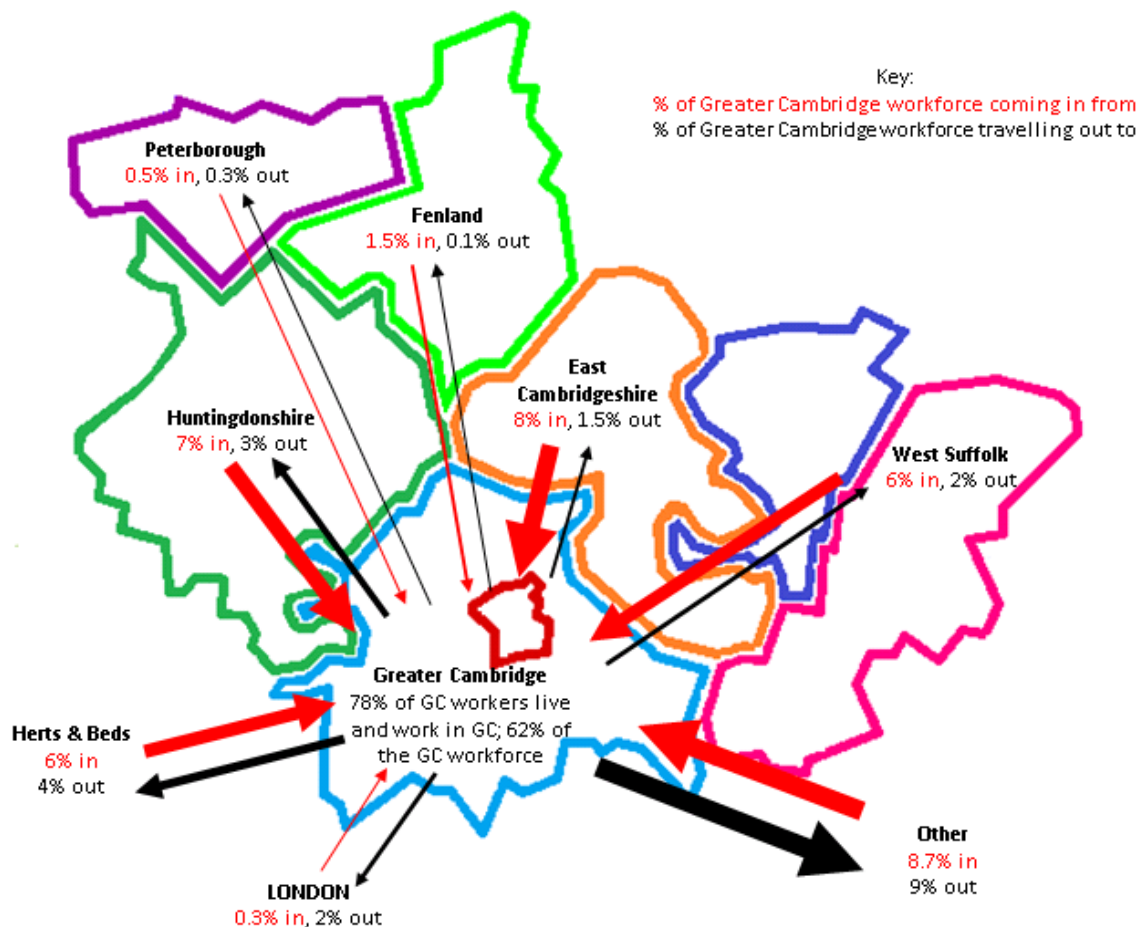 Key:
% of Greater Cambridge workforce coming in from
% of Greater Cambridgeworkforce travelling out to
Peterborough
0.5% in, 0.3% out
Fenland
1.5% in, 0.1% out
East
Cambridgeshire
8% in, 1.5% out
Huntingdonshire
7% in, 3% out
West Suffolk
6% in, 2% out
Greater Cambridge
78% of GC workers live
and work in GC; 62% of
the GC workforce
Herts & Beds
6% in
4% out
Other
8.7% in
9% out
LONDON
0.3% in, 2% out